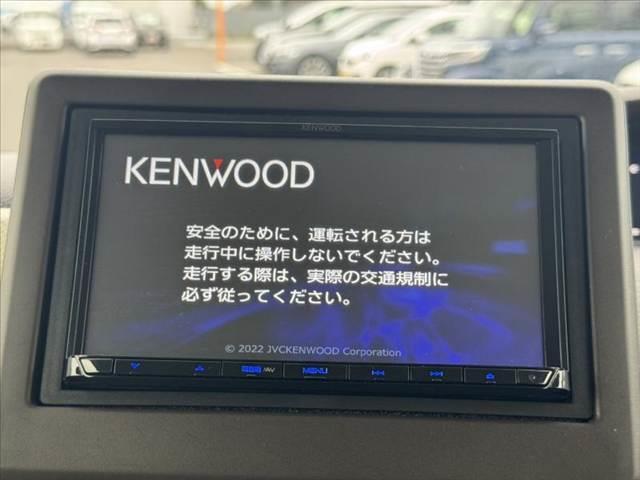 KENWOOD
KENWOOD
安全のために、運転される方は
走行中に操作しないでください。
走行する際は、実際の交通規制に
必ず従ってください。
© 2022 JVCKENWOOD Corporation
MENU